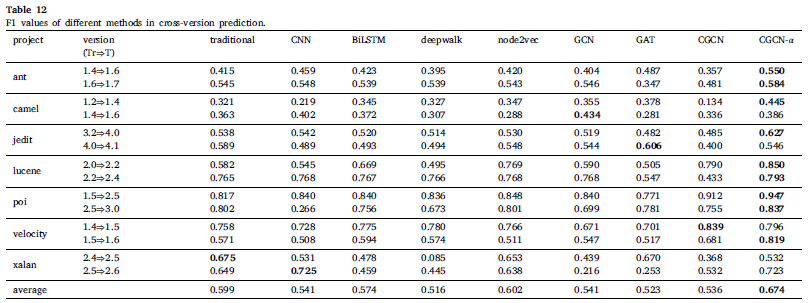 Table 12
F1 values of different methods in cross-version prediction.
project version traditional CNN BiLSTM deepwalk node2vec GCN GAT CGCN CGCN-α
(Tr⇒T)
ant 1.4⇒1.6 0.415 0.459 0.423 0.395 0.420 0.404 0.487 0.357 0.550
1.6⇒1.7 0.545 0.548 0.539 0.539 0.543 0.546 0.347 0.481 0.584
camel 1.2⇒1.4 0.321 0.219 0.345 0.327 0.347 0.355 0.378 0.134 0.445
1.4⇒1.6 0.363 0.402 0.372 0.307 0.288 0.434 0.281 0.336 0.386
jedit 3.2⇒4.0 0.538 0.542 0.520 0.514 0.530 0.519 0.482 0.485 0.627
4.0⇒4.1 0.589 0.489 0.493 0.494 0.548 0.544 0.606 0.400 0.546
lucene 2.0⇒2.2 0.582 0.545 0.669 0.495 0.769 0.590 0.505 0.790 0.850
2.2⇒2.4 0.765 0.768 0.767 0.766 0.768 0.768 0.547 0.433 0.793
poi 1.5⇒2.5 0.817 0.840 0.840 0.836 0.848 0.840 0.771 0.912 0.947
2.5⇒3.0 0.802 0.266 0.756 0.673 0.801 0.699 0.781 0.755 0.837
velocity 1.4⇒1.5 0.758 0.728 0.775 0.780 0.766 0.671 0.701 0.839 0.796
1.5⇒1.6 0.571 0.508 0.594 0.574 0.511 0.547 0.517 0.681 0.819
xalan 2.4⇒2.5 0.675 0.531 0.478 0.085 0.653 0.439 0.670 0.368 0.532
2.5⇒2.6 0.649 0.725 0.459 0.445 0.638 0.216 0.253 0.532 0.723
average 0.599 0.541 0.574 0.516 0.602 0.541 0.523 0.536 0.674